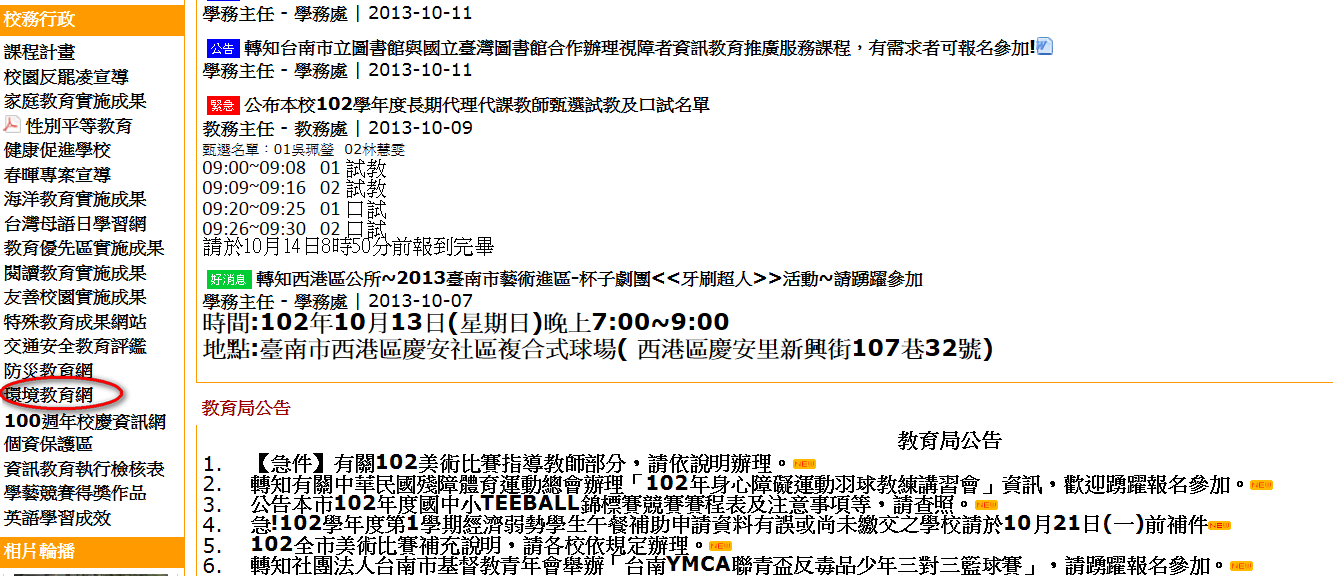 校務行政
課程計畫
校園反罷凌宣導
家庭教育實施成果
性別平等教育
健康促進學校
春暉專案宣導
海洋教育實施成果
台灣母語日學習網
教育優先區實施成果
閱讀教育實施成果
友善校園實施成果
特殊教育成果網站
交通安全教育評鑑
防災教育網
環境教育網
100週年校慶資訊網
個資保護區
資訊教育執行檢核表
學藝競賽得獎作品
英語學習成效
相片輪播
學務主任 - 學務處 | 2013-10-11
公告 轉知台南市立圖書館與國立臺灣圖書館合作辦理視障者資訊教育推廣服務課程，有需求者可報名參加!
學務主任 - 學務處 | 2013-10-11
緊急 公布本校102學年度長期代理代課教師甄選試教及口試名單
教務主任 - 教務處 | 2013-10-09
甄選名單：01吳珮瑩 02林慧雯
09:00~09:08 01 試教
09:09~09:16 02 試教
09:20~09:25 01 口試
09:26~09:30 02 口試
請於10月14日8時50分前報到完畢
好消息 轉知西港區公所~2013臺南市藝術進區-杯子劇團<<牙刷超人>>活動~請踴躍參加
學務主任 - 學務處 | 2013-10-07
時間:102年10月13日(星期日)晚上7:00~9:00
地點:臺南市西港區慶安社區複合式球場( 西港區慶安里新興街107巷32號)
教育局公告
教育局公告
1. 【急件】有關102美術比賽指導教師部分，請依說明辦理。NEW
2. 轉知有關中華民國殘障體育運動總會辦理「102年身心障礙運動羽球教練講習會」資訊，歡迎踴躍報名參加。NEW
3. 公告本市102年度國中小TEEBALL錦標賽競賽賽程表及注意事項等，請查照。NEW
4. 急!102學年度第1學期經濟弱勢學生午餐補助申請資料有誤或尚未繳交之學校請於10月21日(一)前補件NEW
5. 102全市美術比賽補充說明，請各校依規定辦理。NEW
6. 轉知社團法人台南市基督教青年會舉辦「台南YMCA聯青盃反毒品少年三對三籃球賽」，請踴躍報名參加。NEW